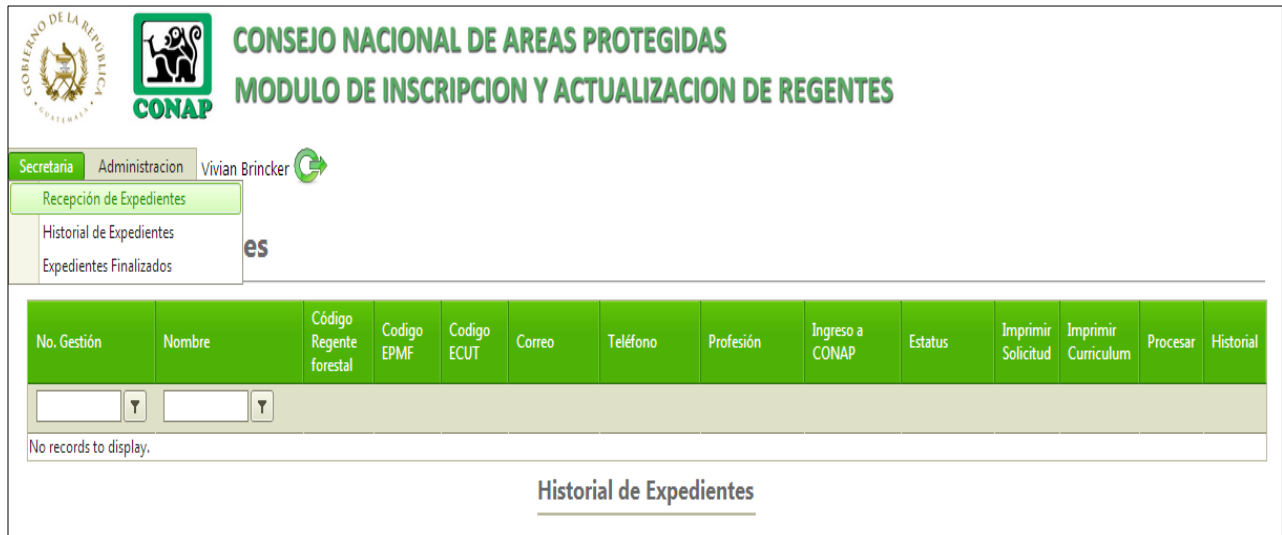 GOBIERNO DE LA REPÚBLICA
GUATEMALA
CONAP
CONSEJO NACIONAL DE AREAS PROTEGIDAS
MODULO DE INSCRIPCION Y ACTUALIZACION DE REGENTES
Secretaria Administracion Vivian Brincker
Recepción de Expedientes
Historial de Expedientes
es
Expedientes Finalizados
No. Gestión Nombre Código Regente forestal Codigo EPMF Codigo ECUT Correo Teléfono Profesión Ingreso a CONAP Estatus Imprimir Solicitud Imprimir Curriculum Procesar Historial
No records to display.
Historial de Expedientes